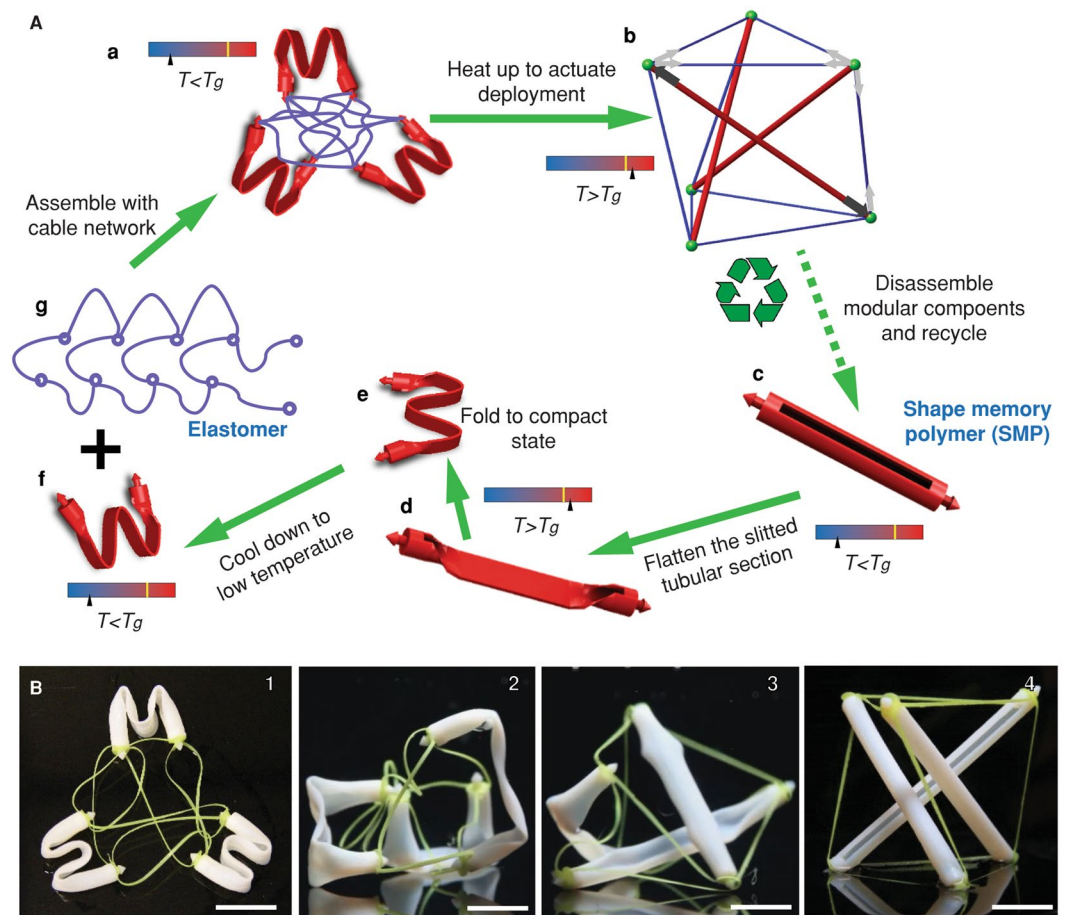 A
a
T<Tg
Heat up to actuate
deployment
b
T>Tg
Assemble with
cable network
Disassemble
modular compoents
and recycle
g
Elastomer
+
e
Fold to compact
state
c
Shape memory
polymer (SMP)
f
T>Tg
d
Cool down to
low temperature
Flatten the slitted
tubular section
T<Tg
T<Tg
B
1
2
3
4